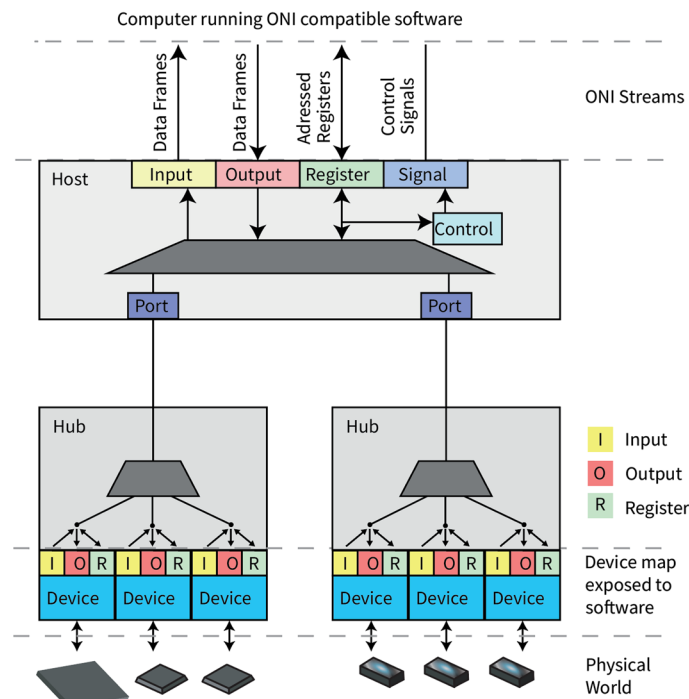 Computer running ONI compatible software
Data Frames
Data Frames
Adressed
Registers
Control
Signals
ONI Streams
Host
Input
Output
Register
Signal
Control
Port
Port
Hub
Hub
I Input
O Output
R Register
I O R I O R I O R
I O R I O R I O R
Device Device Device
Device Device Device
Device map
exposed to
software
Physical
World